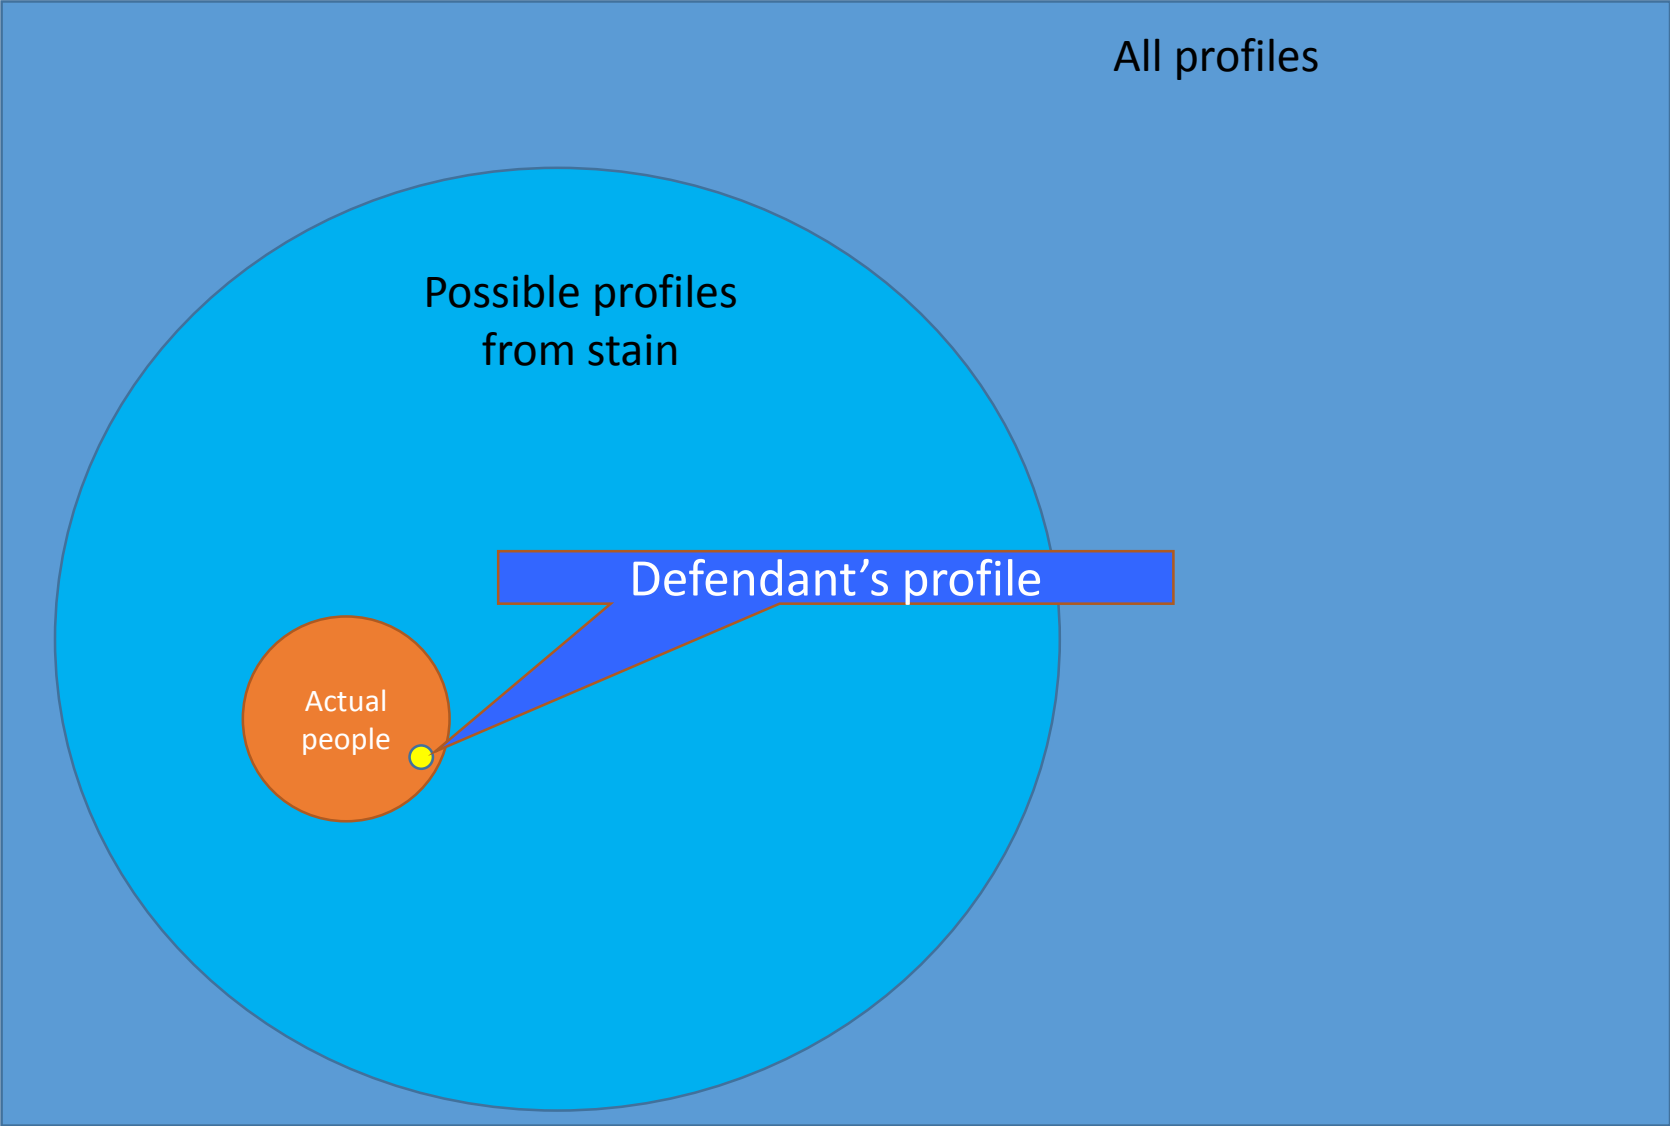 All profiles
Possible profiles
from stain
Defendant’s profile
Actual
people